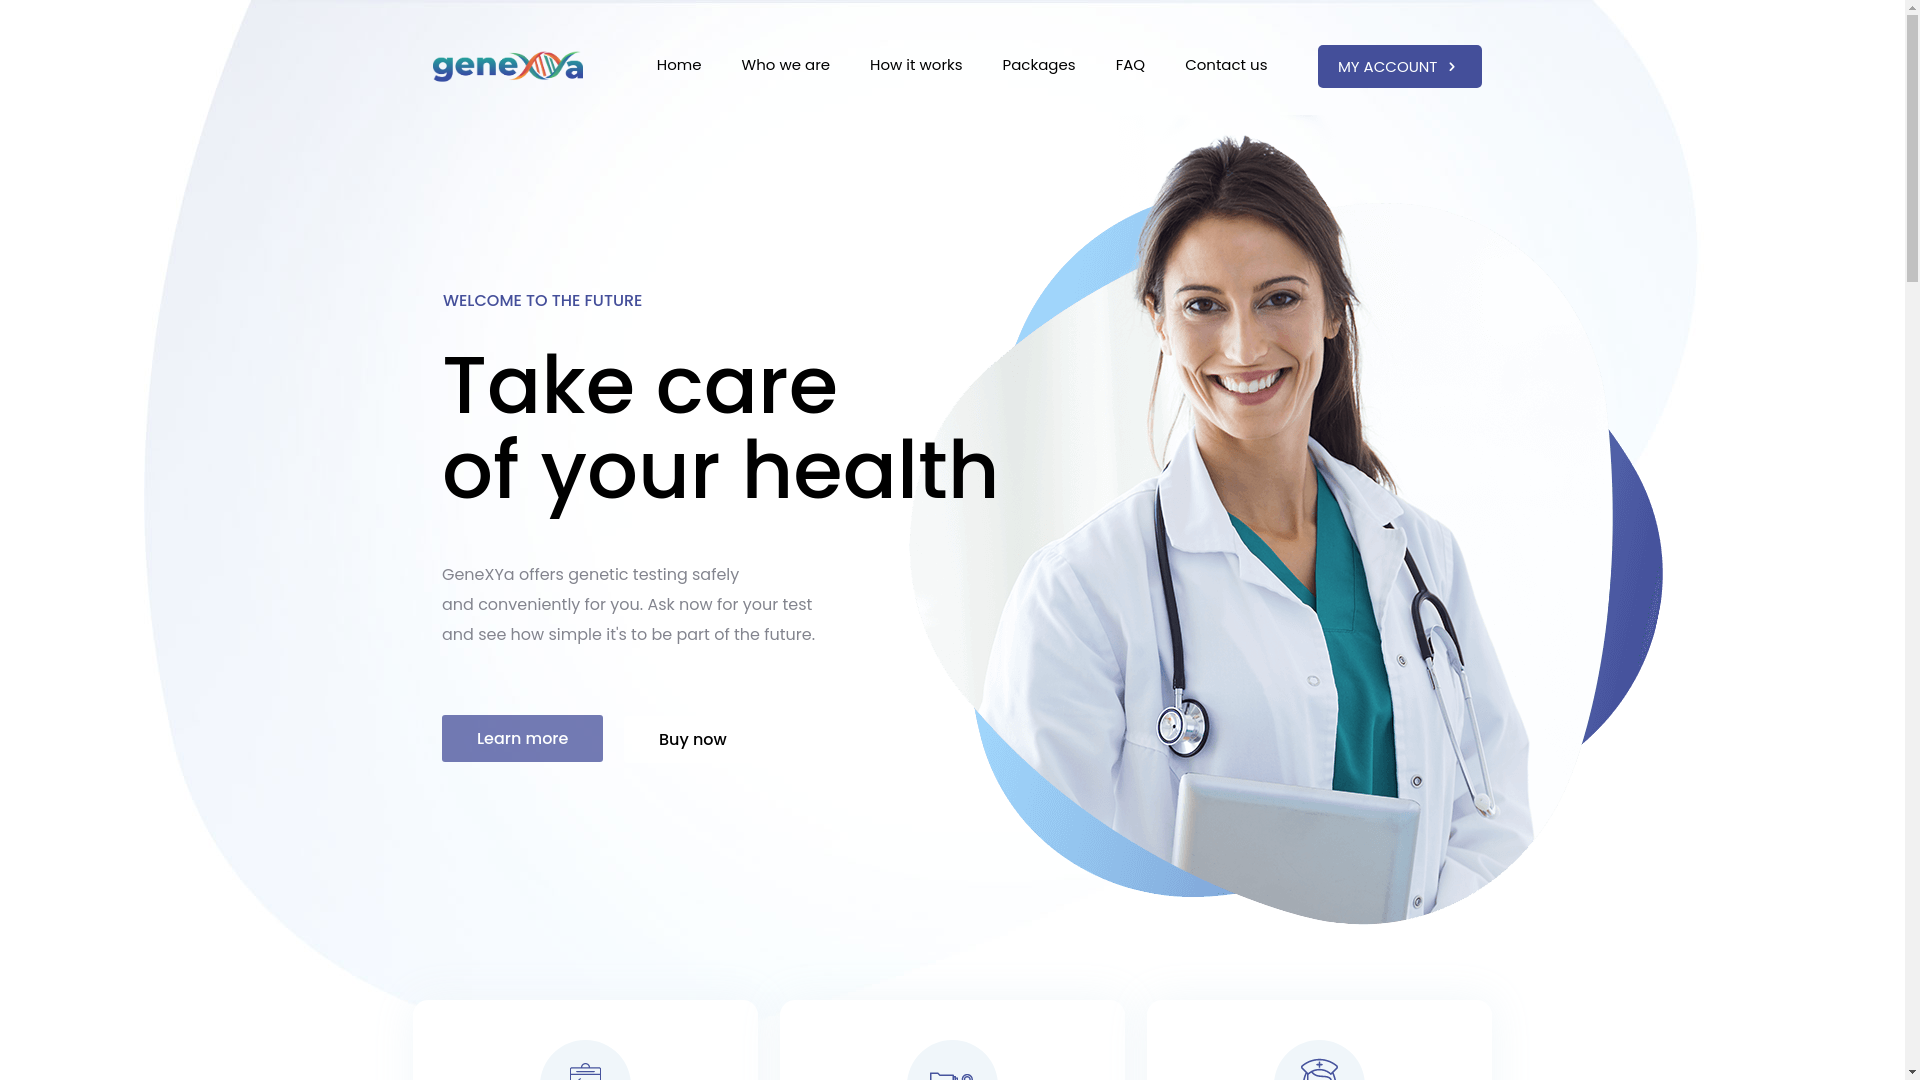 genexya
Home
Who we are
How it works
Packages
FAQ
Contact us
MY ACCOUNT
WELCOME TO THE FUTURE
Take care
of your health
GeneXYa offers genetic testing safely
and conveniently for you. Ask now for your test
and see how simple it's to be part of the future.
Learn more
Buy now